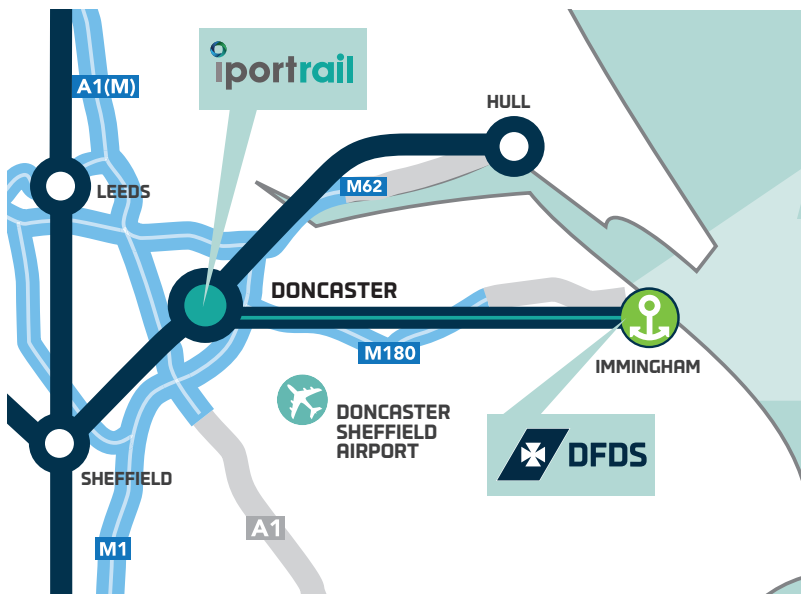 A1(M)
iportrail
HULL
LEEDS
M62
DONCASTER
M180
IMMINGHAM
DONCASTER
SHEFFIELD
AIRPORT
DFDS
SHEFFIELD
A1
M1